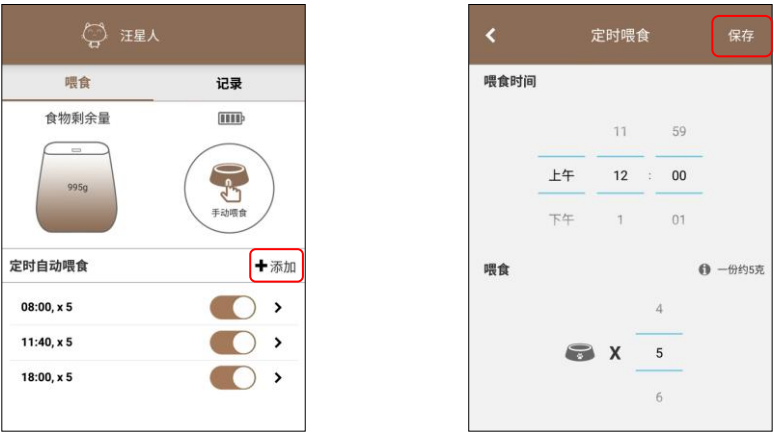 汪星人
喂食 记录
食物剩余量
995g
手动喂食
定时自动喂食 +添加
08:00, x 5
11:40, x 5
18:00, x 5
定时喂食 保存
喂食时间
11 59
上午 12 : 00
下午 1 01
喂食 一份约5克
4
X 5
6